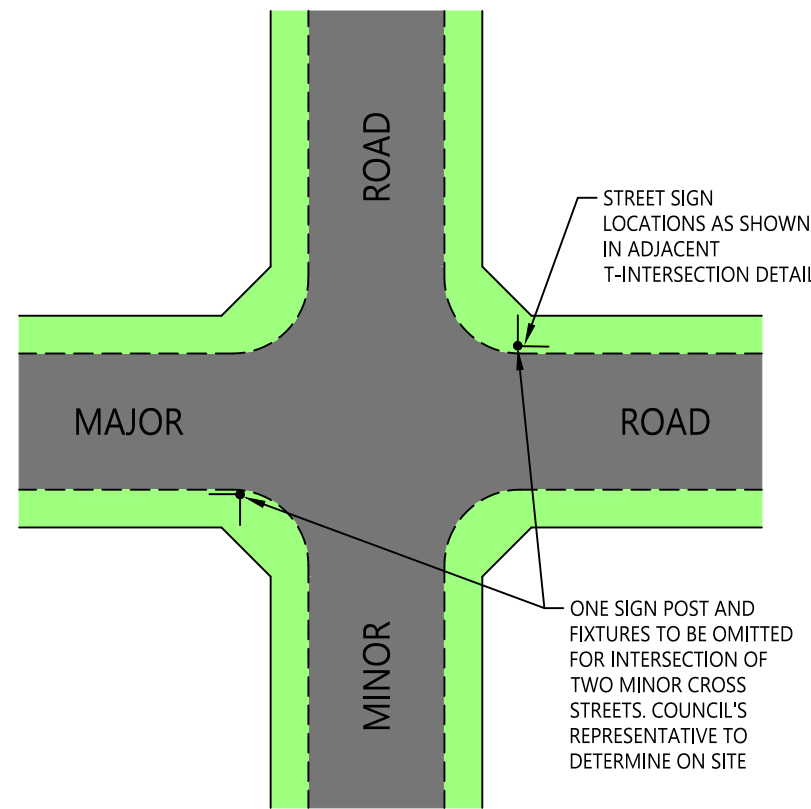 ROAD
STREET SIGN
LOCATIONS AS SHOWN
IN ADJACENT
T-INTERSECTION DETAIL
MAJOR
ROAD
ONE SIGN POST AND
FIXTURES TO BE OMITTED
FOR INTERSECTION OF
TWO MINOR CROSS
STREETS. COUNCIL'S
REPRESENTATIVE TO
DETERMINE ON SITE
MINOR